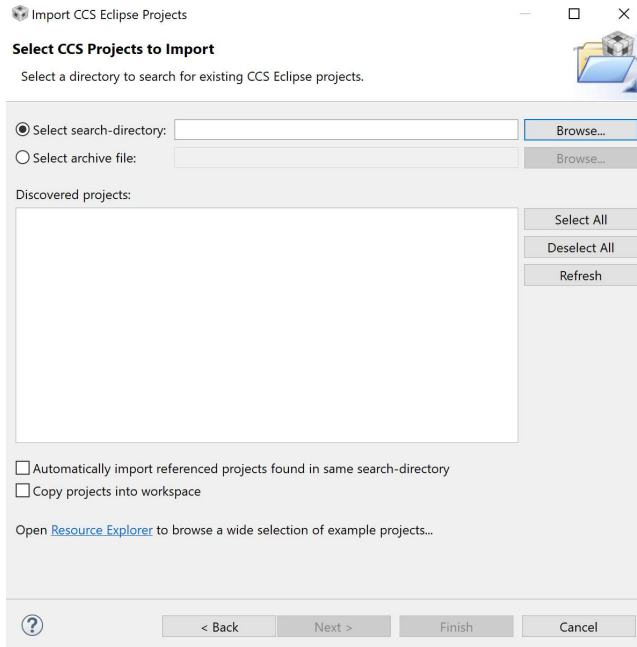 Import CCS Eclipse Projects
Select CCS Projects to Import
Select a directory to search for existing CCS Eclipse projects.
Select search-directory: Browse...
Select archive file: Browse...
Discovered projects:
Select All
Deselect All
Refresh
Automatically import referenced projects found in same search-directory
Copy projects into workspace
Open Resource Explorer to browse a wide selection of example projects...
? < Back Next > Finish Cancel